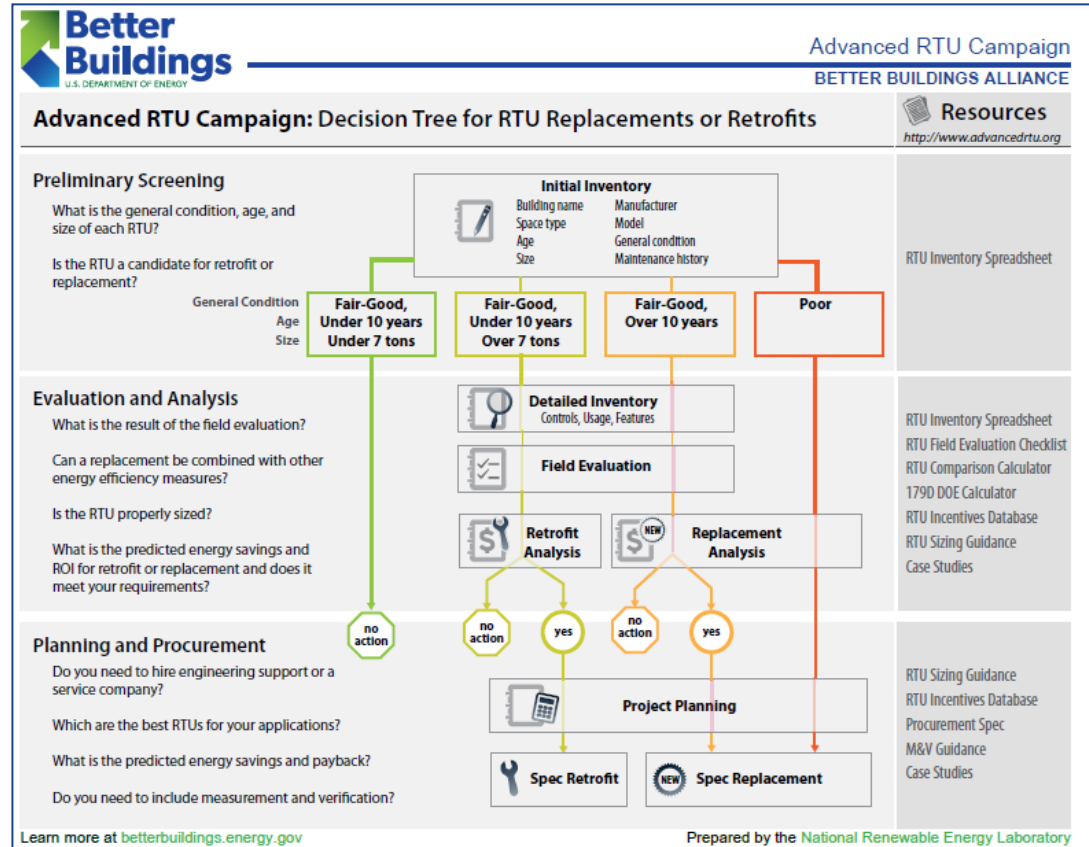 Better
Buildings
U.S. DEPARTMENT OF ENERGY
Advanced RTU Campaign
BETTER BUILDINGS ALLIANCE
Advanced RTU Campaign: Decision Tree for RTU Replacements or Retrofits
Resources
http://www.advancedrtu.org
Preliminary Screening
What is the general condition, age, and
size of each RTU?
Is the RTU a candidate for retrofit or
replacement?
General Condition
Age
Size
Initial Inventory
Building name
Space type
Age
Size
Manufacturer
Model
General condition
Maintenance history
Fair-Good,
Under 10 years
Under 7 tons
Fair-Good,
Under 10 years
Over 7 tons
Fair-Good,
Over 10 years
Poor
RTU Inventory Spreadsheet
Evaluation and Analysis
What is the result of the field evaluation?
Can a replacement be combined with other
energy efficiency measures?
Is the RTU properly sized?
What is the predicted energy savings and
ROI for retrofit or replacement and does it
meet your requirements?
Detailed Inventory
Controls, Usage, Features
Field Evaluation
$
Retrofit
Analysis
$
NEW
Replacement
Analysis
RTU Inventory Spreadsheet
RTU Field Evaluation Checklist
RTU Comparison Calculator
179D DOE Calculator
RTU Incentives Database
RTU Sizing Guidance
Case Studies
no
action
no
action
yes
no
action
yes
Planning and Procurement
Do you need to hire engineering support or a
service company?
Which are the best RTUs for your applications?
What is the predicted energy savings and payback?
Do you need to include measurement and verification?
Project Planning
Spec Retrofit
NEW
Spec Replacement
RTU Sizing Guidance
RTU Incentives Database
Procurement Spec
M&V Guidance
Case Studies
Learn more at betterbuildings.energy.gov
Prepared by the National Renewable Energy Laboratory